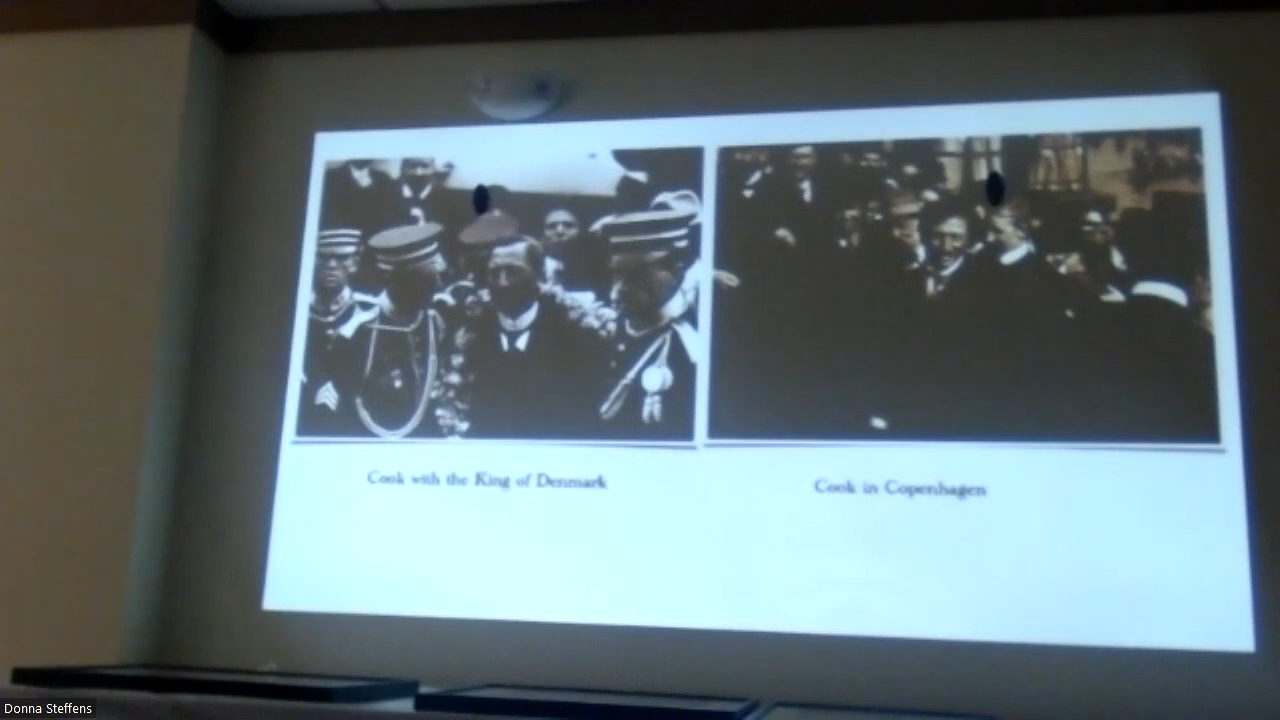 Cook with the King of Denmark
Cook in Copenhagen
Donna Steffens